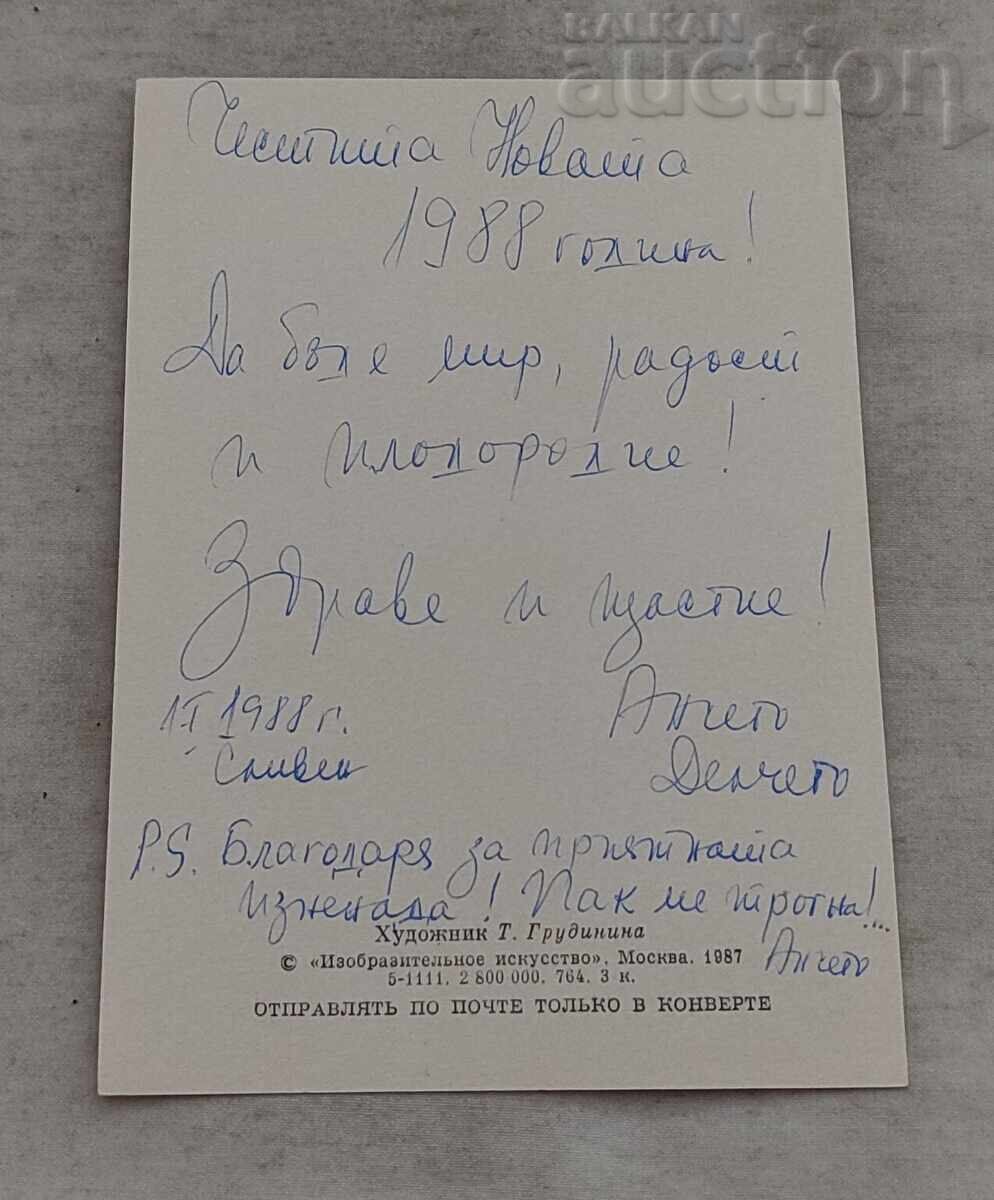 BALKAN
auction
Честита Новата
1988 година!
Да бъде мир, радост
и плодородие!
Здраве и щастие!
1.I 1988 г. Анчето
Сливен Денчето
P.S. Благодаря за приятната
изненада! Пак ме трогна!...
Художник Т. Грудинина
© «Изобразительное искусство», Москва. 1987 Анчето
5-1111. 2 800 000. 764. 3 к.
ОТПРАВЛЯТЬ ПО ПОЧТЕ ТОЛЬКО В КОНВЕРТЕ